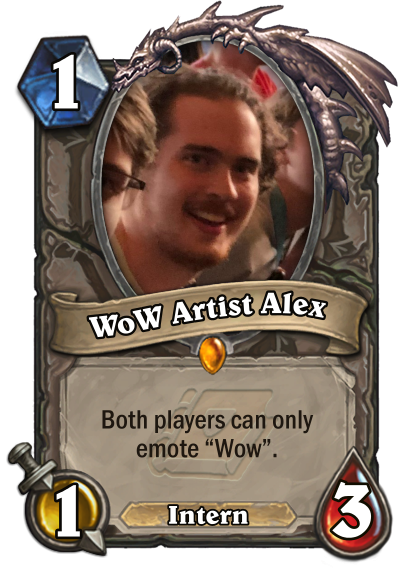 1
WoW Artist Alex
Both players can only
emote “Wow”.
1
Intern
3